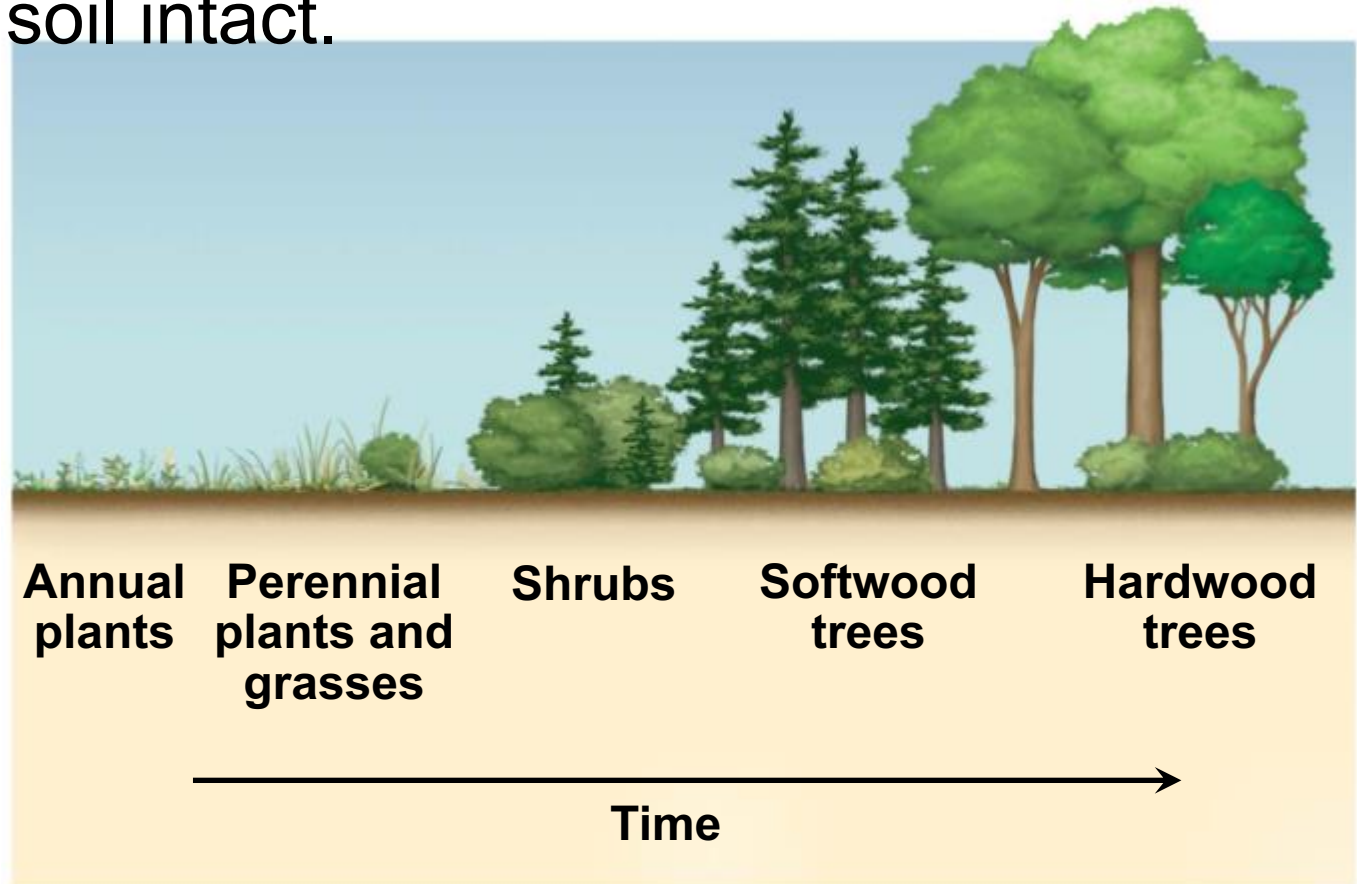 soil intact.
Annual
plants
Perennial
plants and
grasses
Shrubs
Softwood
trees
Hardwood
trees
Time